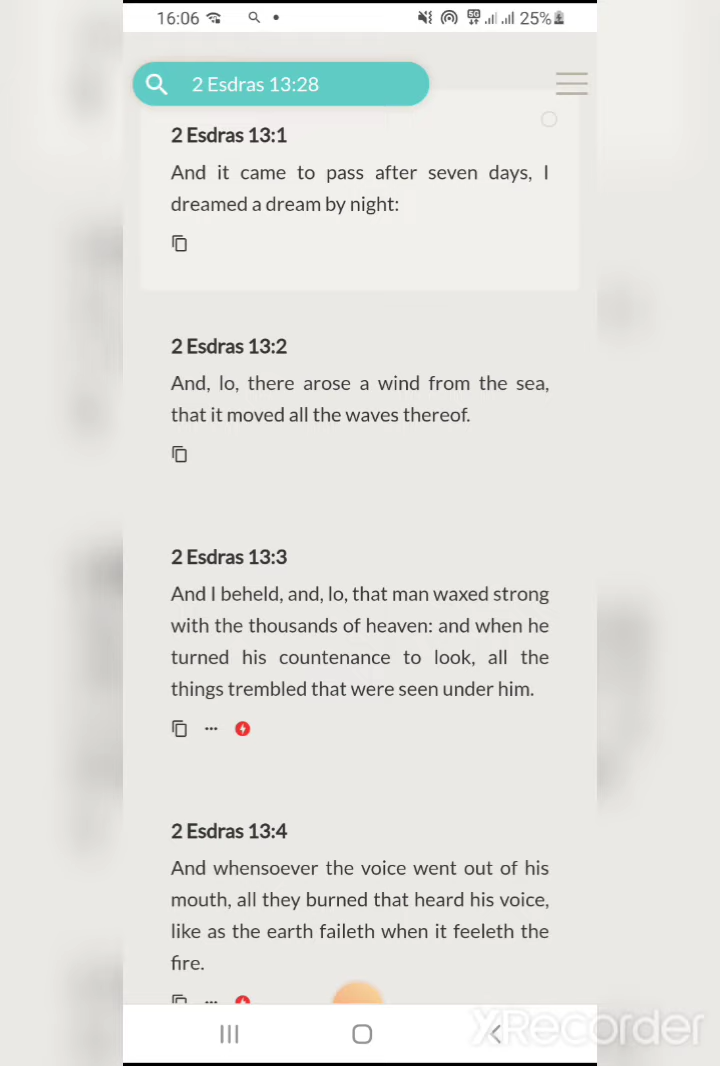 16:06 5G 25%
2 Esdras 13:28
2 Esdras 13:1
And it came to pass after seven days, I
dreamed a dream by night:
2 Esdras 13:2
And, lo, there arose a wind from the sea,
that it moved all the waves thereof.
2 Esdras 13:3
And I beheld, and, lo, that man waxed strong
with the thousands of heaven: and when he
turned his countenance to look, all the
things trembled that were seen under him.
2 Esdras 13:4
And whensoever the voice went out of his
mouth, all they burned that heard his voice,
like as the earth faileth when it feeleth the
fire.
XRecorder